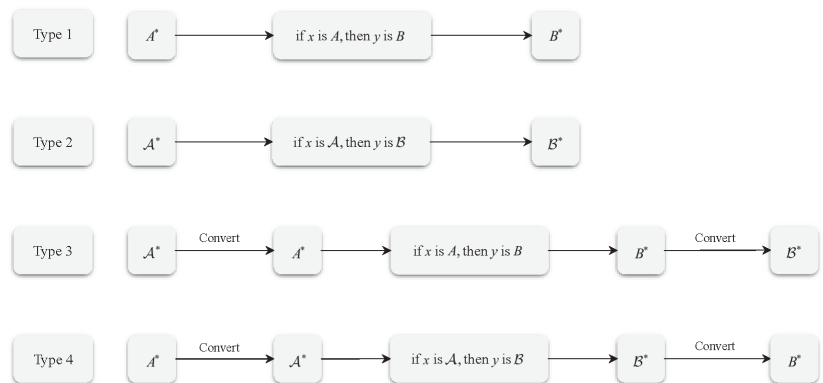 Type 1 A* if x is A, then y is B B*
Type 2 𝒜* if x is 𝒜, then y is ℬ ℬ*
Type 3 𝒜* Convert A* if x is A, then y is B B* Convert ℬ*
Type 4 A* Convert 𝒜* if x is 𝒜, then y is ℬ ℬ* Convert B*